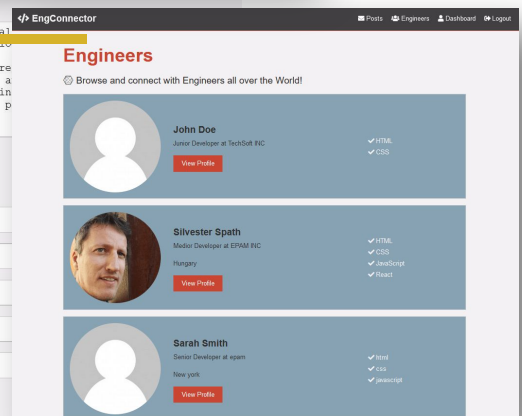 </> EngConnector
Posts Engineers Dashboard Logout
Engineers
Browse and connect with Engineers all over the World!
John Doe
Junior Developer at TechSoft INC
View Profile
HTML
CSS
Silvester Spath
Medior Developer at EPAM INC
Hungary
View Profile
HTML
CSS
JavaScript
React
Sarah Smith
Senior Developer at epam
New york
View Profile
html
css
javascript